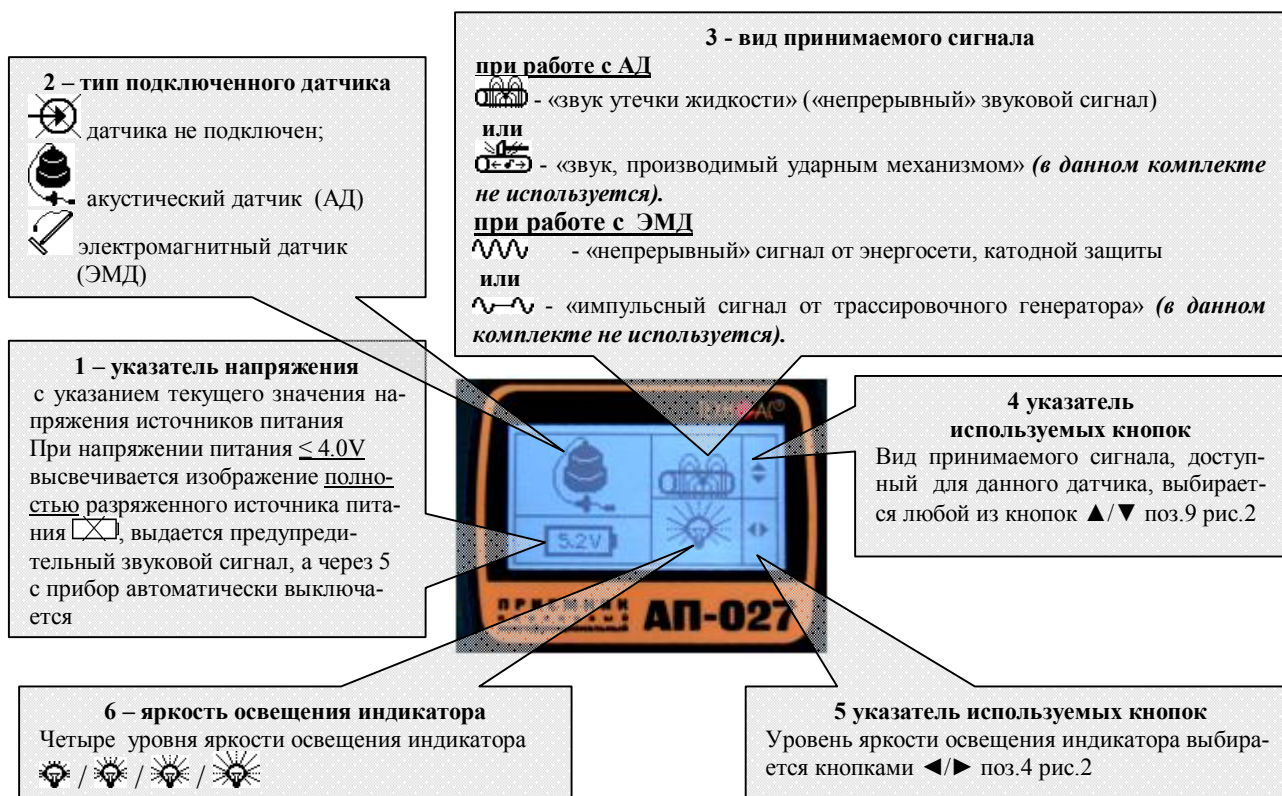 3 - вид принимаемого сигнала
при работе с АД
- «звук утечки жидкости» («непрерывный» звуковой сигнал)
или
- «звук, производимый ударным механизмом» (в данном комплекте
не используется).
при работе с ЭМД
- «непрерывный» сигнал от энергосети, катодной защиты
или
- «импульсный сигнал от трассировочного генератора» (в данном
комплекте не используется).
2 – тип подключенного датчика
датчика не подключен;
акустический датчик (АД)
электромагнитный датчик
(ЭМД)
1 – указатель напряжения
с указанием текущего значения на-
пряжения источников питания
При напряжении питания ≤ 4.0V
высвечивается изображение полно-
стью разряженного источника пита-
ния , выдается предупреди-
тельный звуковой сигнал, а через 5
с прибор автоматически выключа-
ется
5.2V
ПРИЕМНИК
АП-027
4 указатель
используемых кнопок
Вид принимаемого сигнала, доступ-
ный для данного датчика, выбирает-
ся любой из кнопок ▲/▼ поз.9 рис.2
6 – яркость освещения индикатора
Четыре уровня яркости освещения индикатора
/ / /
5 указатель используемых кнопок
Уровень яркости освещения индикатора выбира-
ется кнопками ◄/► поз.4 рис.2